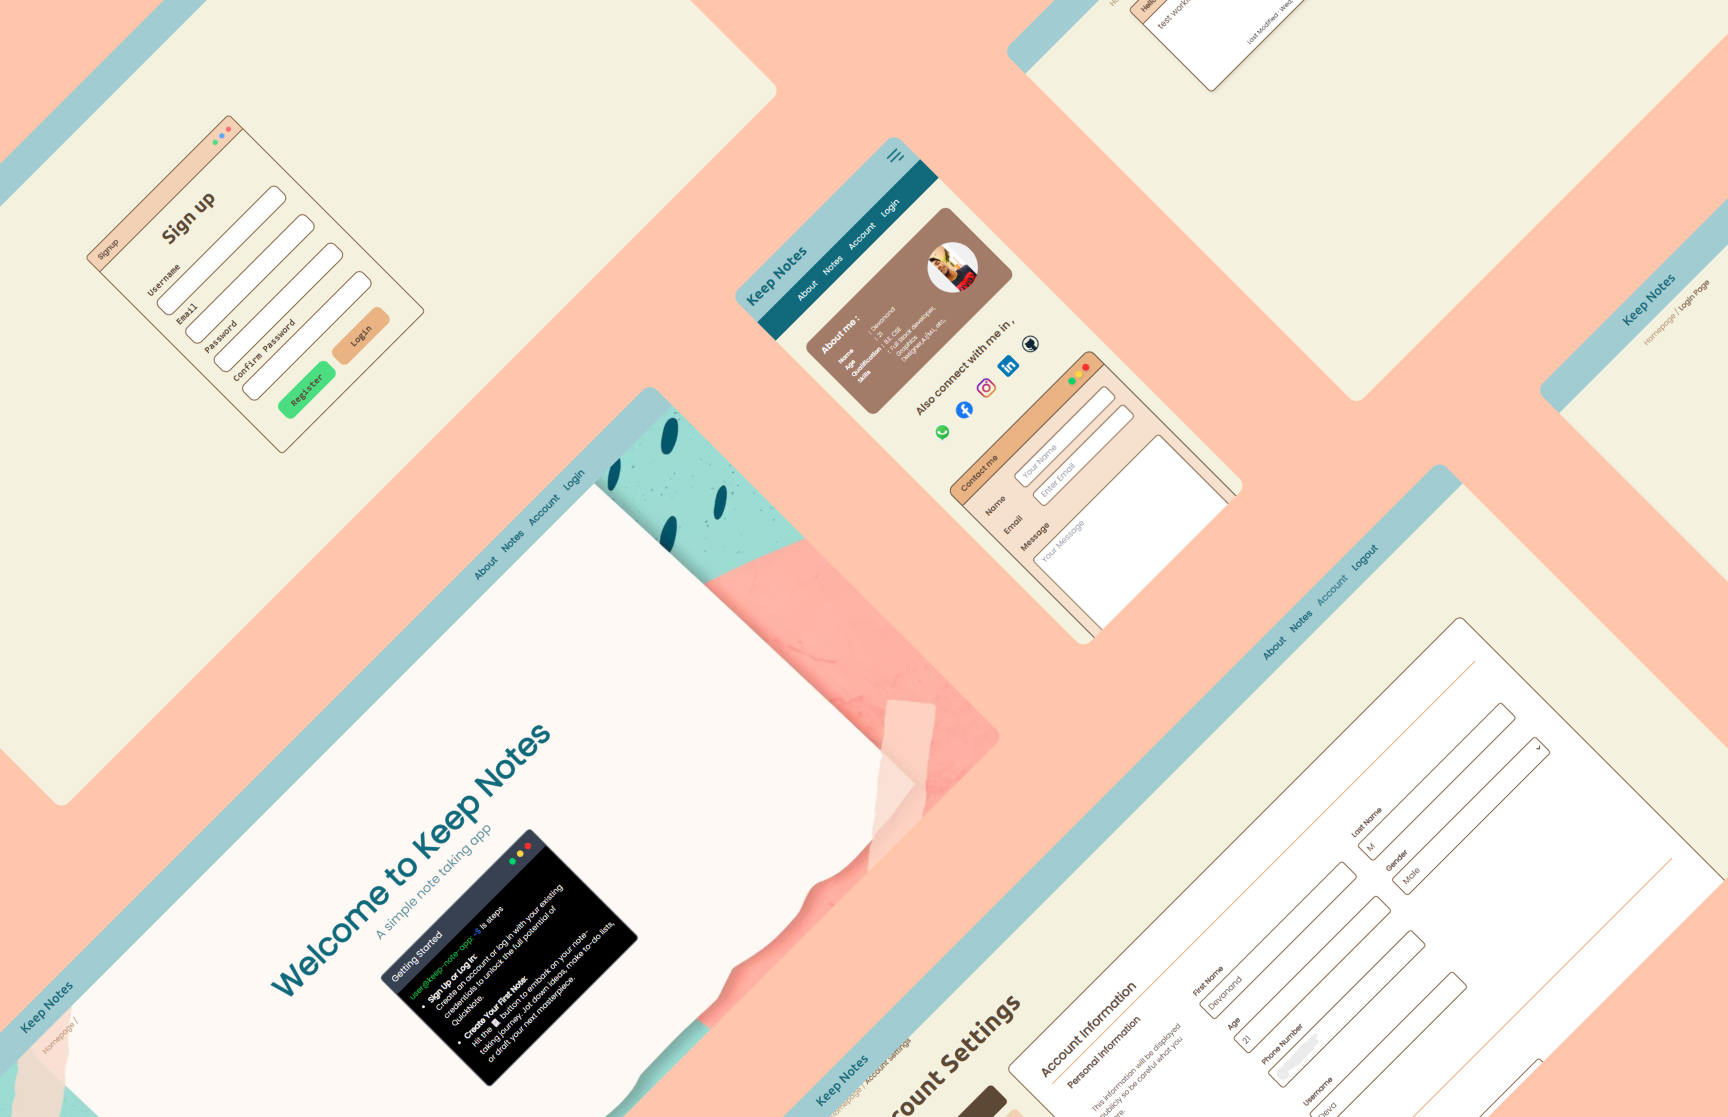 Signup
Sign up
Username
Email
Password
Confirm Password
Register
Login
Keep Notes
About Notes Account Login
About me :
Name : Devanand
Age : 21
Qualification : B.E. CSE
Skills : Full Stack developer,
Graphics
Designer,AI/ML, etc,
Also connect with me in ,
Contact me
Name
Your Name
Email
Enter Email
Message
Your Message
test worki
Last Modified : Wed,
Keep Notes
Homepage / Login Page
Keep Notes
About Notes Account Login
Homepage /
Welcome to Keep Notes
A simple note taking app
Getting Started
user@keep-note-app: ~$ ls steps
Sign Up or Log In:
Create an account or log in with your existing
credentials to unlock the full potential of
QuickNote.
Create Your First Note:
Hit the button to embark on your note-
taking journey. Jot down ideas, make to-do lists,
or draft your next masterpiece.
Keep Notes
About Notes Account Logout
Homepage / Account Settings
ount Settings
Account Information
Personal Information
This information will be displayed
publicly so be careful what you
First Name
Devanand
Last Name
M
Age
21
Gender
Male
Phone Number
Username
Deva